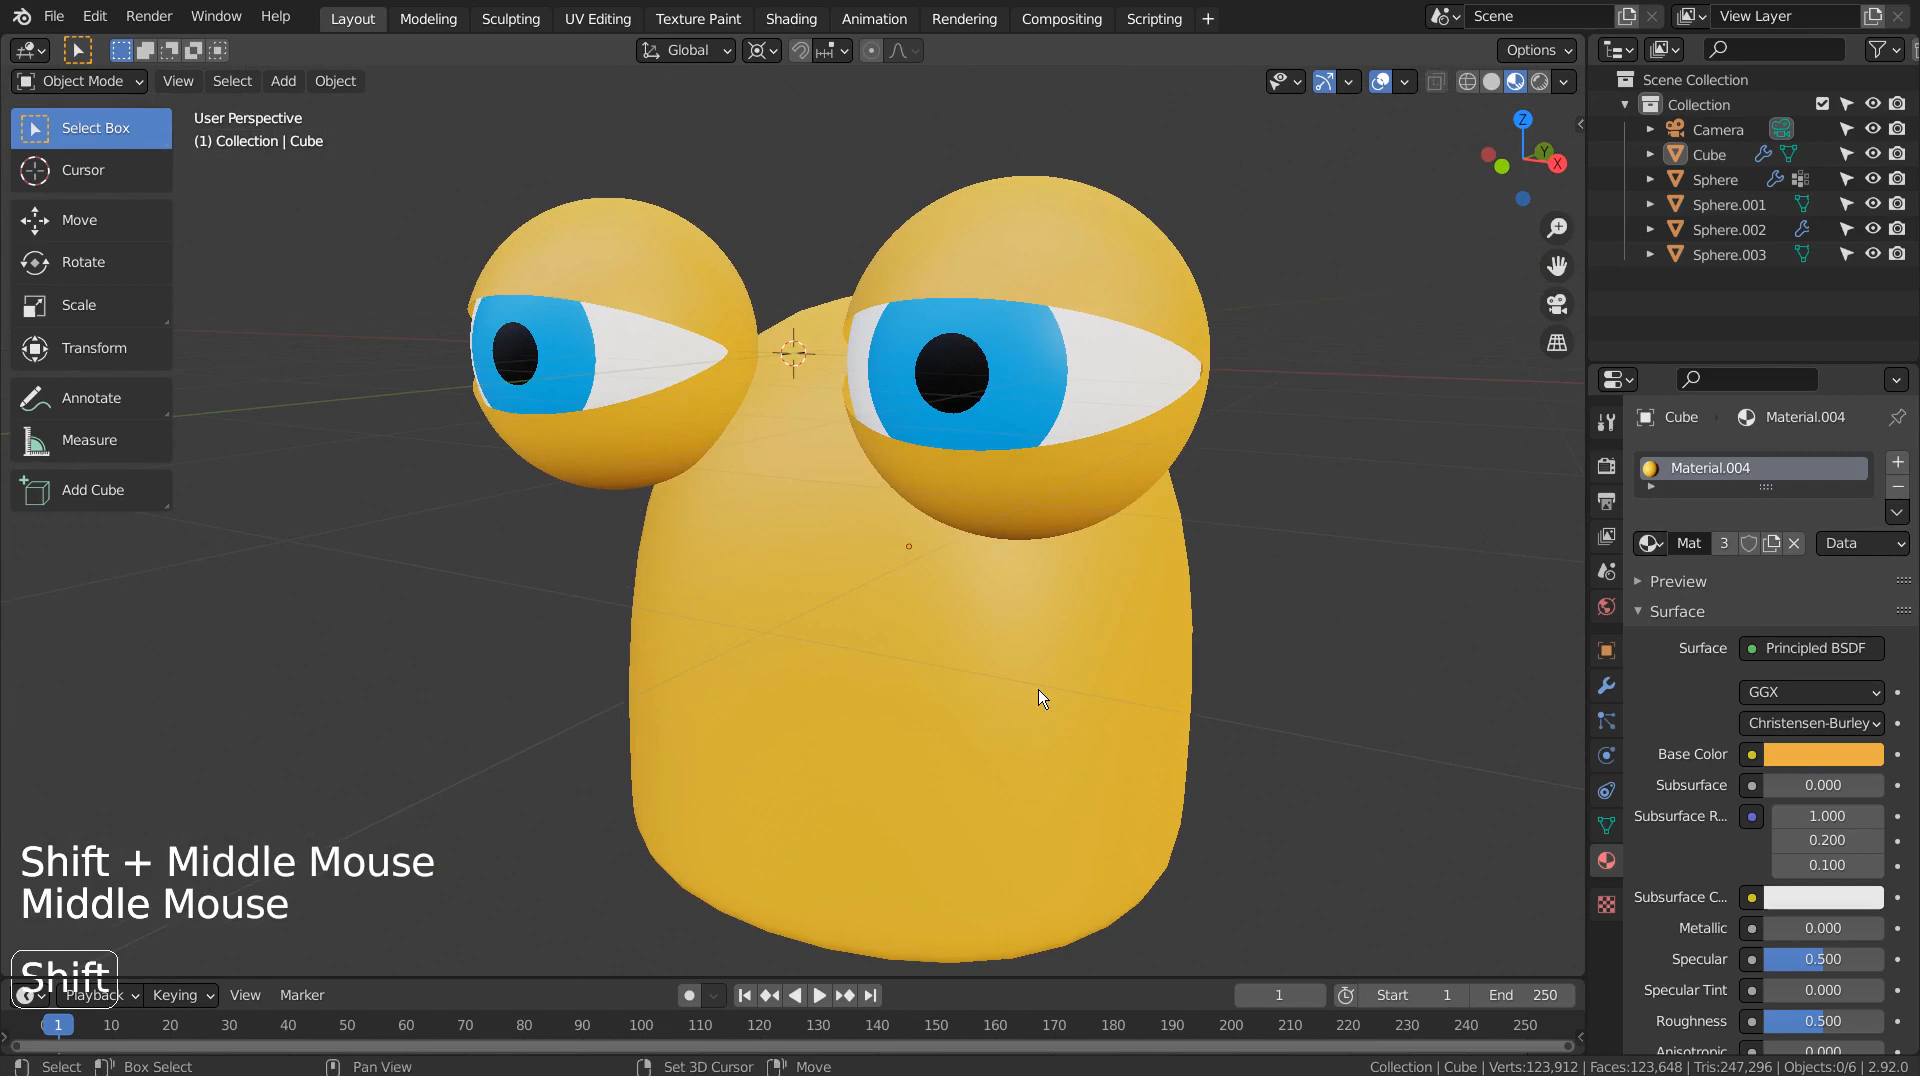 File Edit Render Window Help Layout Modeling Sculpting UV Editing Texture Paint Shading Animation Rendering Compositing Scripting + Scene View Layer
Global Options
Object Mode View Select Add Object
Select Box
Cursor
Move
Rotate
Scale
Transform
Annotate
Measure
Add Cube
User Perspective
(1) Collection | Cube
Z
Y
X
Shift + Middle Mouse
Middle Mouse
Shift
Scene Collection
Collection
Camera
Cube
Sphere
Sphere.001
Sphere.002
Sphere.003
Cube Material.004
Material.004
Mat 3 Data
Preview
Surface
Surface Principled BSDF
GGX
Christensen-Burley
Base Color
Subsurface 0.000
Subsurface R... 1.000
0.200
0.100
Subsurface C...
Metallic 0.000
Specular 0.500
Specular Tint 0.000
Roughness 0.500
Anisotropic 0.000
Playback Keying View Marker 1 Start 1 End 250
1 10 20 30 40 50 60 70 80 90 100 110 120 130 140 150 160 170 180 190 200 210 220 230 240 250
Select Box Select Pan View Set 3D Cursor Move Collection | Cube | Verts:123,912 | Faces:123,648 | Tris:247,296 | Objects:0/6 | 2.92.0